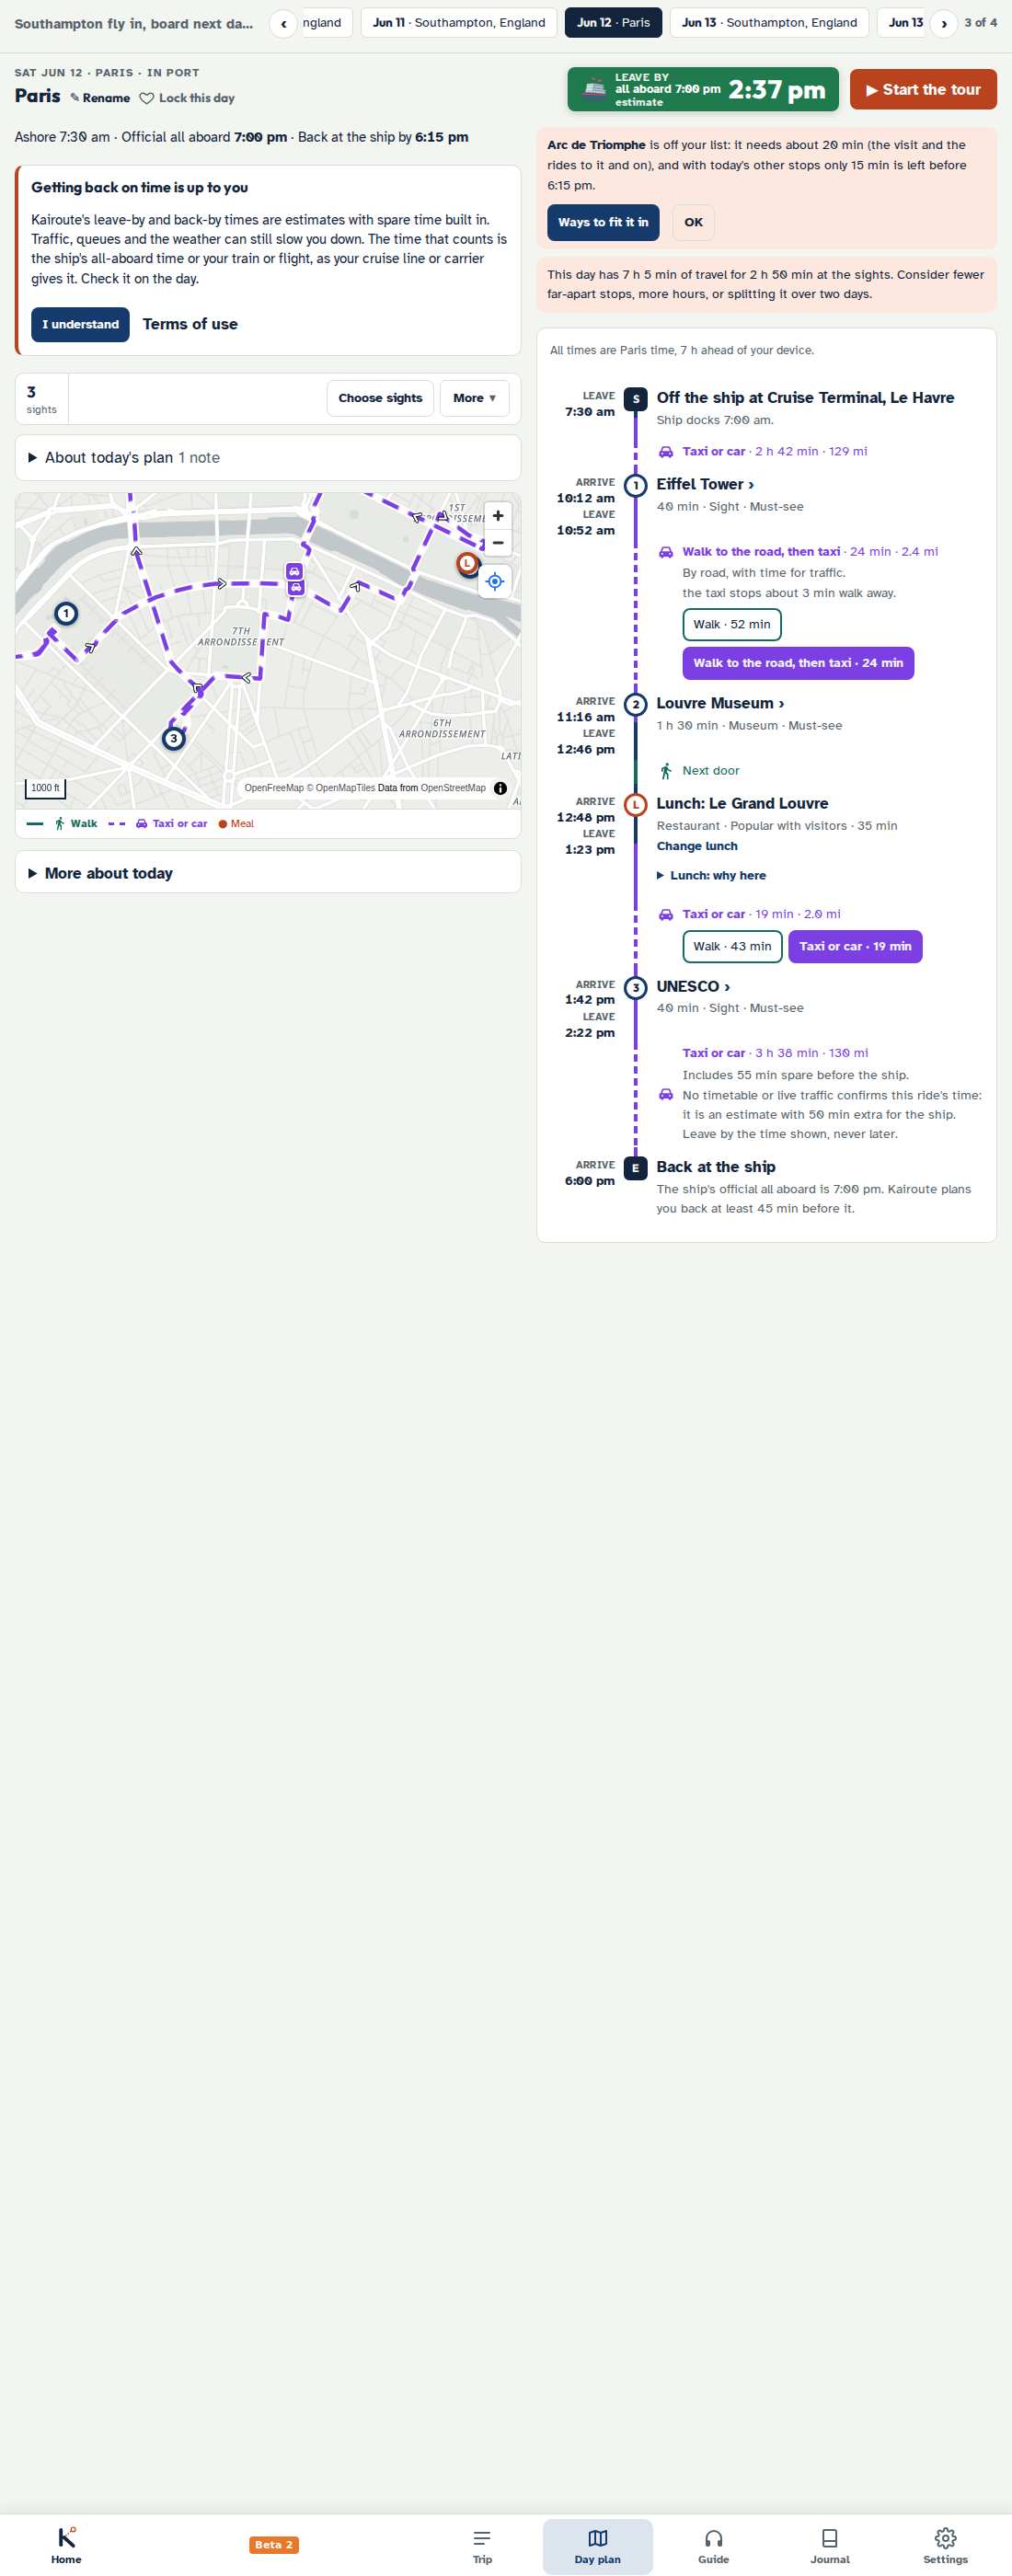 Southampton fly in, board next da...
‹
ngland
Jun 11 · Southampton, England
Jun 12 · Paris
Jun 13 · Southampton, England
Jun 13
›
3 of 4
SAT JUN 12 · PARIS · IN PORT
Paris ✎ Rename Lock this day
LEAVE BY
all aboard 7:00 pm
estimate
2:37 pm
▶ Start the tour
Ashore 7:30 am · Official all aboard 7:00 pm · Back at the ship by 6:15 pm
Getting back on time is up to you
Kairoute's leave-by and back-by times are estimates with spare time built in.
Traffic, queues and the weather can still slow you down. The time that counts is
the ship's all-aboard time or your train or flight, as your cruise line or carrier
gives it. Check it on the day.
I understand
Terms of use
3
sights
Choose sights
More ▼
▶ About today's plan 1 note
1ST
7TH
ARRONDISSEMENT
6TH
ARRONDISSEMENT
LATI
1
3
L
+
−
1000 ft
OpenFreeMap © OpenMapTiles Data from OpenStreetMap
Walk
Taxi or car
Meal
▶ More about today
Arc de Triomphe is off your list: it needs about 20 min (the visit and the
rides to it and on), and with today's other stops only 15 min is left before
6:15 pm.
Ways to fit it in
OK
This day has 7 h 5 min of travel for 2 h 50 min at the sights. Consider fewer
far-apart stops, more hours, or splitting it over two days.
All times are Paris time, 7 h ahead of your device.
LEAVE
7:30 am
S
Off the ship at Cruise Terminal, Le Havre
Ship docks 7:00 am.
Taxi or car · 2 h 42 min · 129 mi
ARRIVE
10:12 am
LEAVE
10:52 am
1
Eiffel Tower ›
40 min · Sight · Must-see
Walk to the road, then taxi · 24 min · 2.4 mi
By road, with time for traffic.
the taxi stops about 3 min walk away.
Walk · 52 min
Walk to the road, then taxi · 24 min
ARRIVE
11:16 am
LEAVE
12:46 pm
2
Louvre Museum ›
1 h 30 min · Museum · Must-see
Next door
ARRIVE
12:48 pm
LEAVE
1:23 pm
L
Lunch: Le Grand Louvre
Restaurant · Popular with visitors · 35 min
Change lunch
▶ Lunch: why here
Taxi or car · 19 min · 2.0 mi
Walk · 43 min
Taxi or car · 19 min
ARRIVE
1:42 pm
LEAVE
2:22 pm
3
UNESCO ›
40 min · Sight · Must-see
Taxi or car · 3 h 38 min · 130 mi
Includes 55 min spare before the ship.
No timetable or live traffic confirms this ride's time:
it is an estimate with 50 min extra for the ship.
Leave by the time shown, never later.
ARRIVE
6:00 pm
E
Back at the ship
The ship's official all aboard is 7:00 pm. Kairoute plans
you back at least 45 min before it.
Home
Beta 2
Trip
Day plan
Guide
Journal
Settings